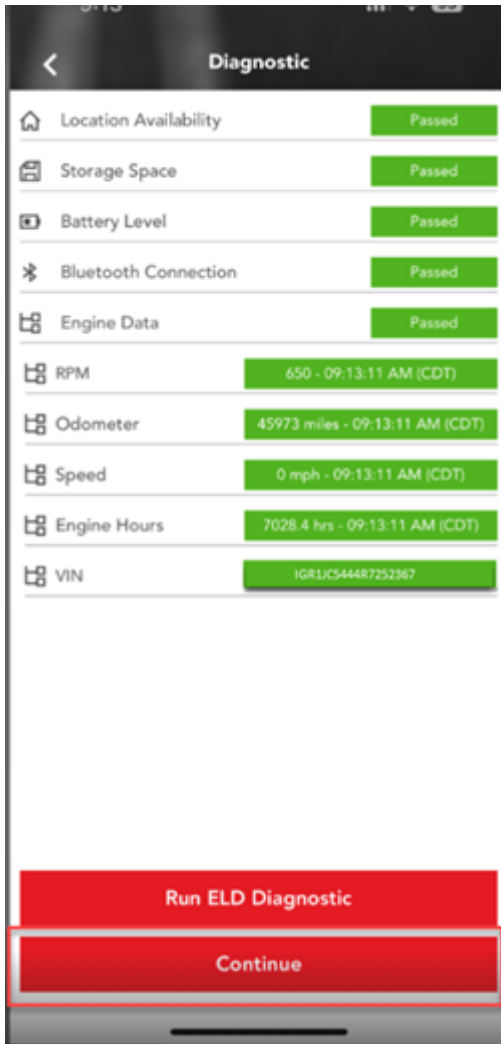 Diagnostic
Location Availability Passed
Storage Space Passed
Battery Level Passed
Bluetooth Connection Passed
Engine Data Passed
RPM 650 - 09:13:11 AM (CDT)
Odometer 45973 miles - 09:13:11 AM (CDT)
Speed 0 mph - 09:13:11 AM (CDT)
Engine Hours 7028.4 hrs - 09:13:11 AM (CDT)
VIN IGR1JC5444R7252367
Run ELD Diagnostic
Continue